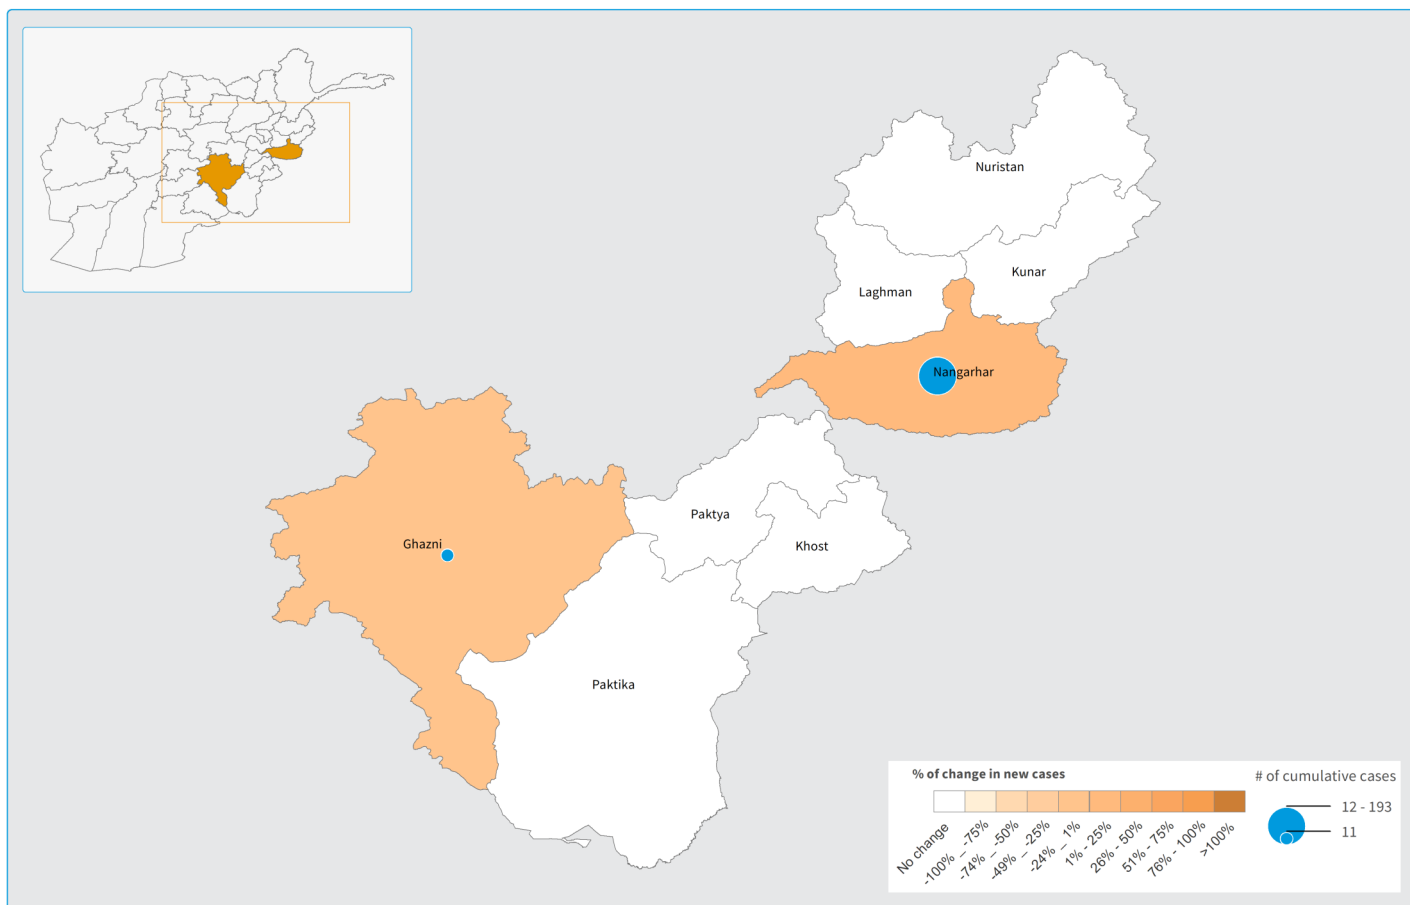 Nuristan
Kunar
Laghman
Nangarhar
Paktya
Ghazni
Khost
Paktika
% of change in new cases
No change
-100% – -75%
-74% – -50%
-49% – -25%
-24% – 1%
1% - 25%
26% - 50%
51% - 75%
76% - 100%
>100%
# of cumulative cases
12 - 193
11